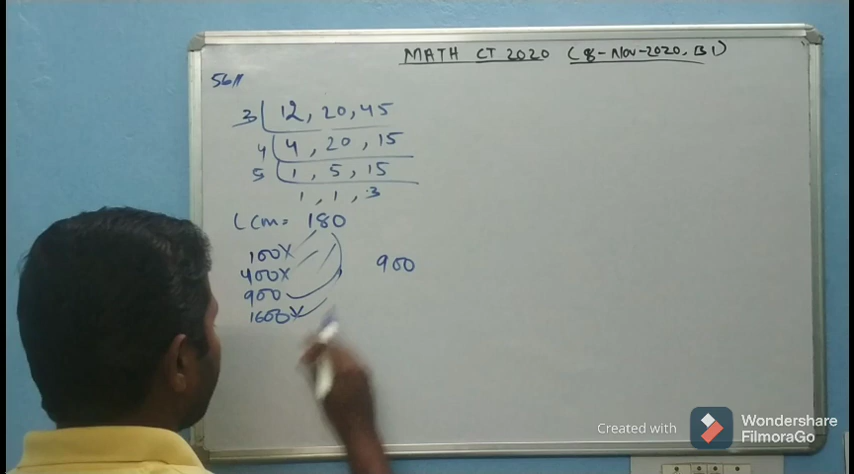 MATH CT 2020 (8-Nov-2020, B1)
56//
3 | 12, 20, 45
4 | 4, 20, 15
5 | 1, 5, 15
1, 1, 3
LCM = 180
100X
400X
900
900
1600X
Created with
Wondershare
FilmoraGo